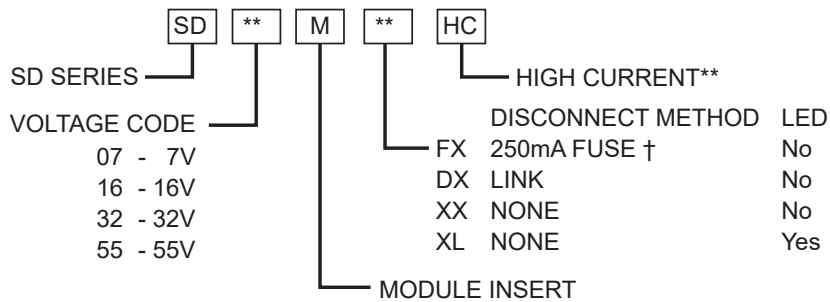 SD ** M ** HC
SD SERIES HIGH CURRENT**
DISCONNECT METHOD LED
VOLTAGE CODE
FX 250mA FUSE † No
07 - 7V
DX LINK No
16 - 16V
XX NONE No
32 - 32V
XL NONE Yes
55 - 55V
MODULE INSERT